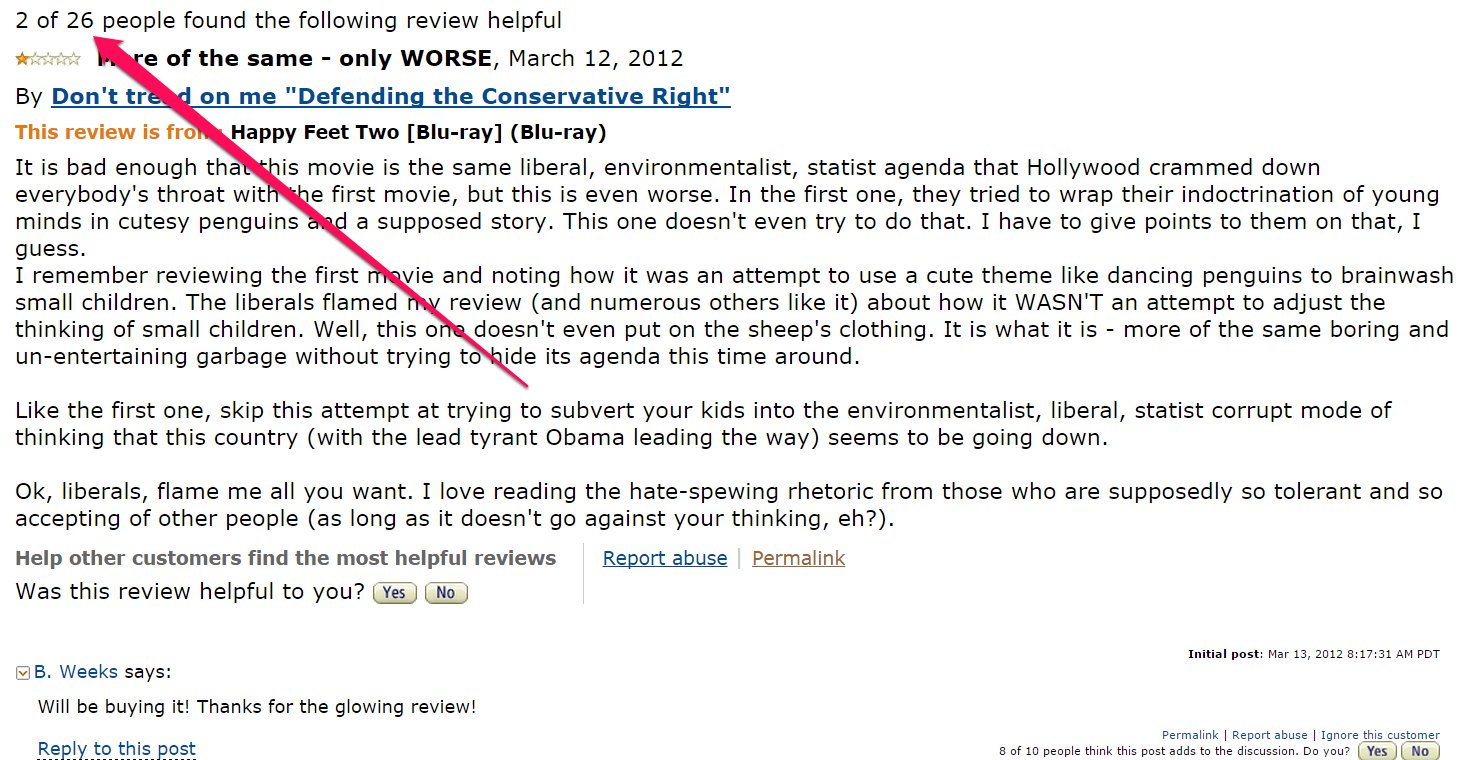 2 of 26 people found the following review helpful
More of the same - only WORSE, March 12, 2012
By Don't tread on me "Defending the Conservative Right"
This review is from: Happy Feet Two [Blu-ray] (Blu-ray)
It is bad enough that this movie is the same liberal, environmentalist, statist agenda that Hollywood crammed down
everybody's throat with the first movie, but this is even worse. In the first one, they tried to wrap their indoctrination of young
minds in cutesy penguins and a supposed story. This one doesn't even try to do that. I have to give points to them on that, I
guess.
I remember reviewing the first movie and noting how it was an attempt to use a cute theme like dancing penguins to brainwash
small children. The liberals flamed my review (and numerous others like it) about how it WASN'T an attempt to adjust the
thinking of small children. Well, this one doesn't even put on the sheep's clothing. It is what it is - more of the same boring and
un-entertaining garbage without trying to hide its agenda this time around.
Like the first one, skip this attempt at trying to subvert your kids into the environmentalist, liberal, statist corrupt mode of
thinking that this country (with the lead tyrant Obama leading the way) seems to be going down.
Ok, liberals, flame me all you want. I love reading the hate-spewing rhetoric from those who are supposedly so tolerant and so
accepting of other people (as long as it doesn't go against your thinking, eh?).
Help other customers find the most helpful reviews Report abuse | Permalink
Was this review helpful to you? Yes No
Initial post: Mar 13, 2012 8:17:31 AM PDT
B. Weeks says:
Will be buying it! Thanks for the glowing review!
Permalink | Report abuse | Ignore this customer
Reply to this post 8 of 10 people think this post adds to the discussion. Do you? Yes No